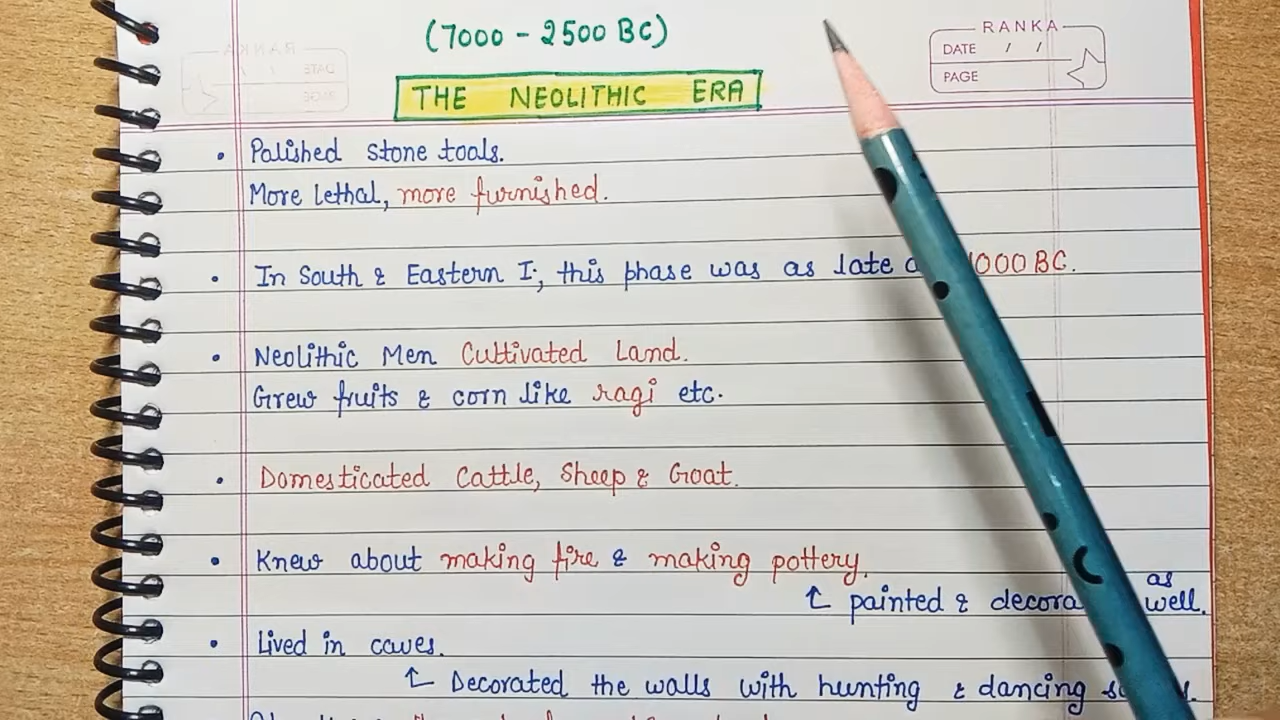 (7000 - 2500 BC)
RANKA
DATE / /
PAGE
THE NEOLITHIC ERA
• Polished stone tools.
More lethal, more furnished.
• In South & Eastern I., this phase was as late 1000 BC.
• Neolithic Men Cultivated Land.
Grew fruits & corn like ragi etc.
• Domesticated Cattle, Sheep & Goat.
• Knew about making fire & making pottery.
↑ painted & as well.
• Lived in caves.
↑ Decorated the walls with hunting & dancing